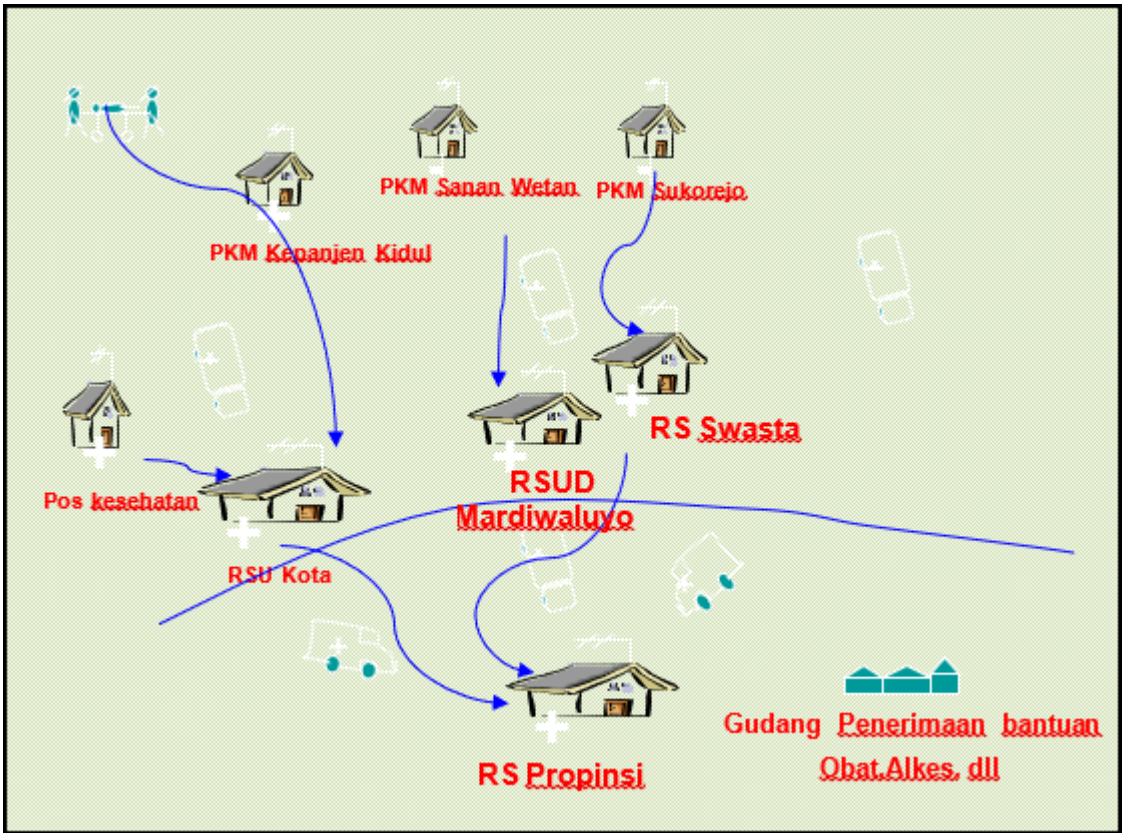 PKM Sanan Wetan
PKM Sukorejo
PKM Kepanjen Kidul
RS Swasta
Pos kesehatan
RSUD
Mardiwaluyo
RSU Kota
RS Propinsi
Gudang Penerimaan bantuan
Obat,Alkes, dll